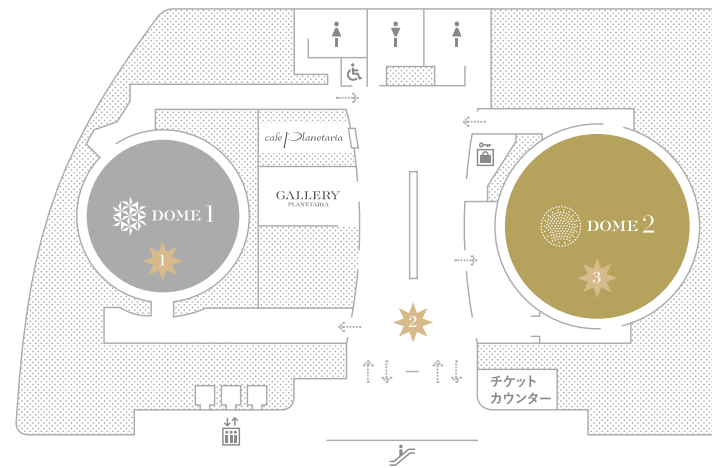 cafe Planetaria
GALLERY
PLANETARIA
DOME 1
DOME 2
1
3
2
チケット
カウンター